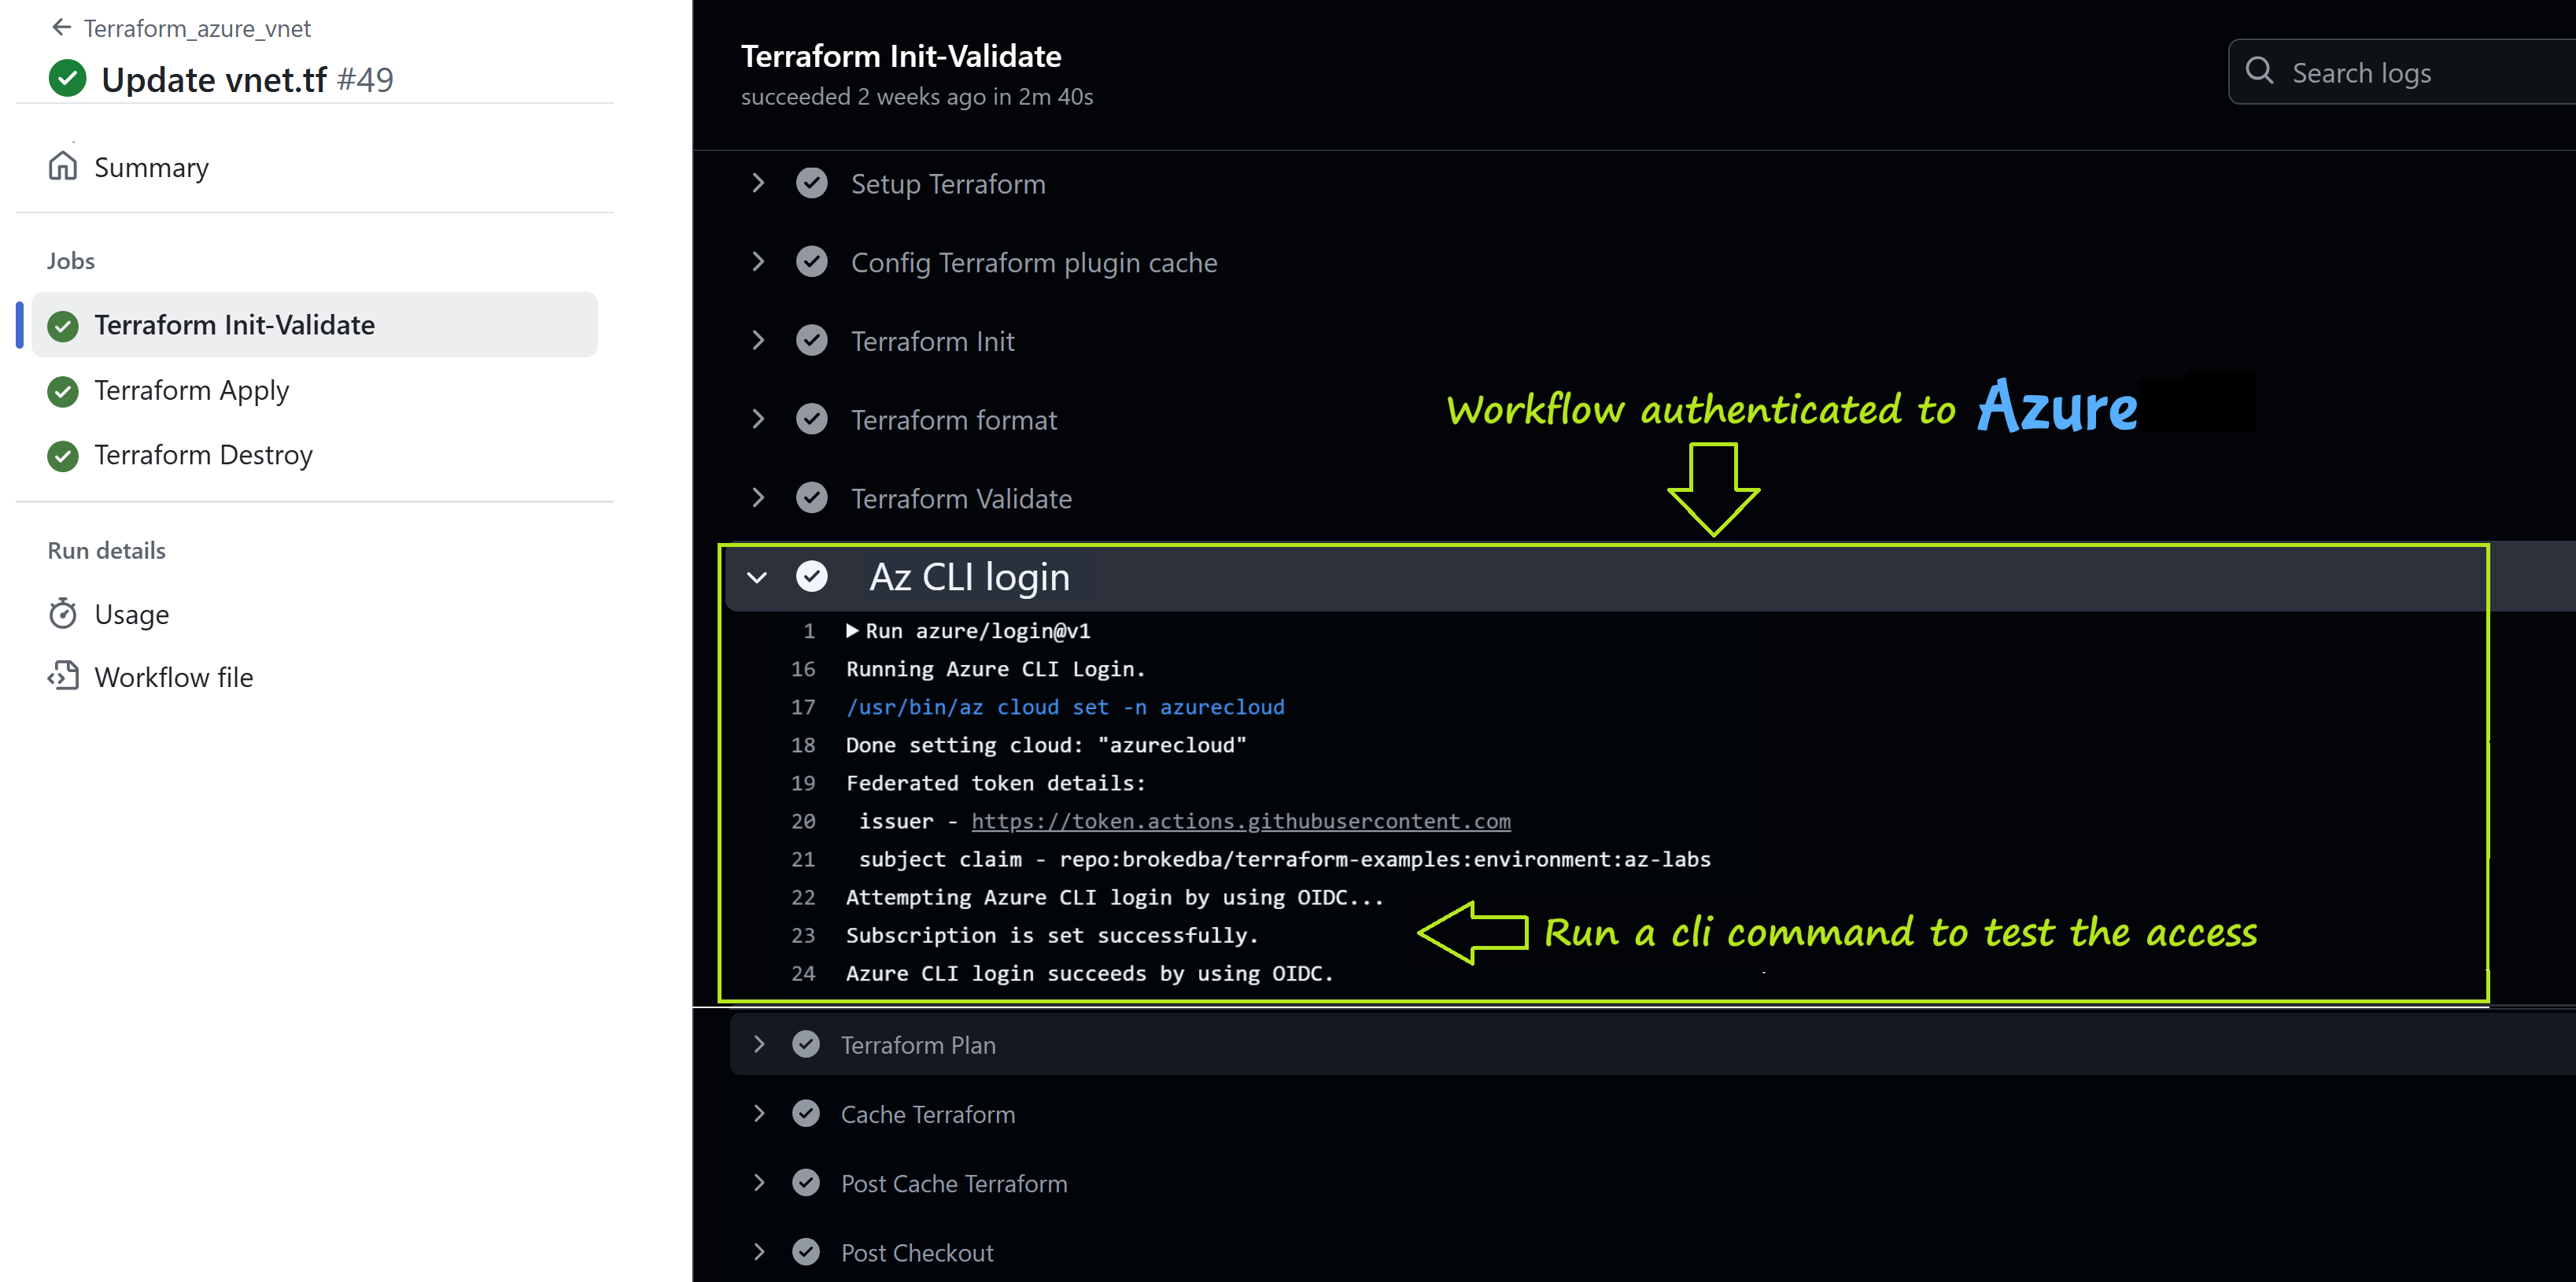 Terraform_azure_vnet
Update vnet.tf #49
Summary
Jobs
Terraform Init-Validate
Terraform Apply
Terraform Destroy
Run details
Usage
Workflow file
Terraform Init-Validate
succeeded 2 weeks ago in 2m 40s
Search logs
Setup Terraform
Config Terraform plugin cache
Terraform Init
Terraform format
Terraform Validate
Workflow authenticated to Azure
Az CLI login
1 Run azure/login@v1
16 Running Azure CLI Login.
17 /usr/bin/az cloud set -n azurecloud
18 Done setting cloud: "azurecloud"
19 Federated token details:
20 issuer - https://token.actions.githubusercontent.com
21 subject claim - repo:brokedba/terraform-examples:environment:az-labs
22 Attempting Azure CLI login by using OIDC...
23 Subscription is set successfully.
Run a cli command to test the access
24 Azure CLI login succeeds by using OIDC.
Terraform Plan
Cache Terraform
Post Cache Terraform
Post Checkout